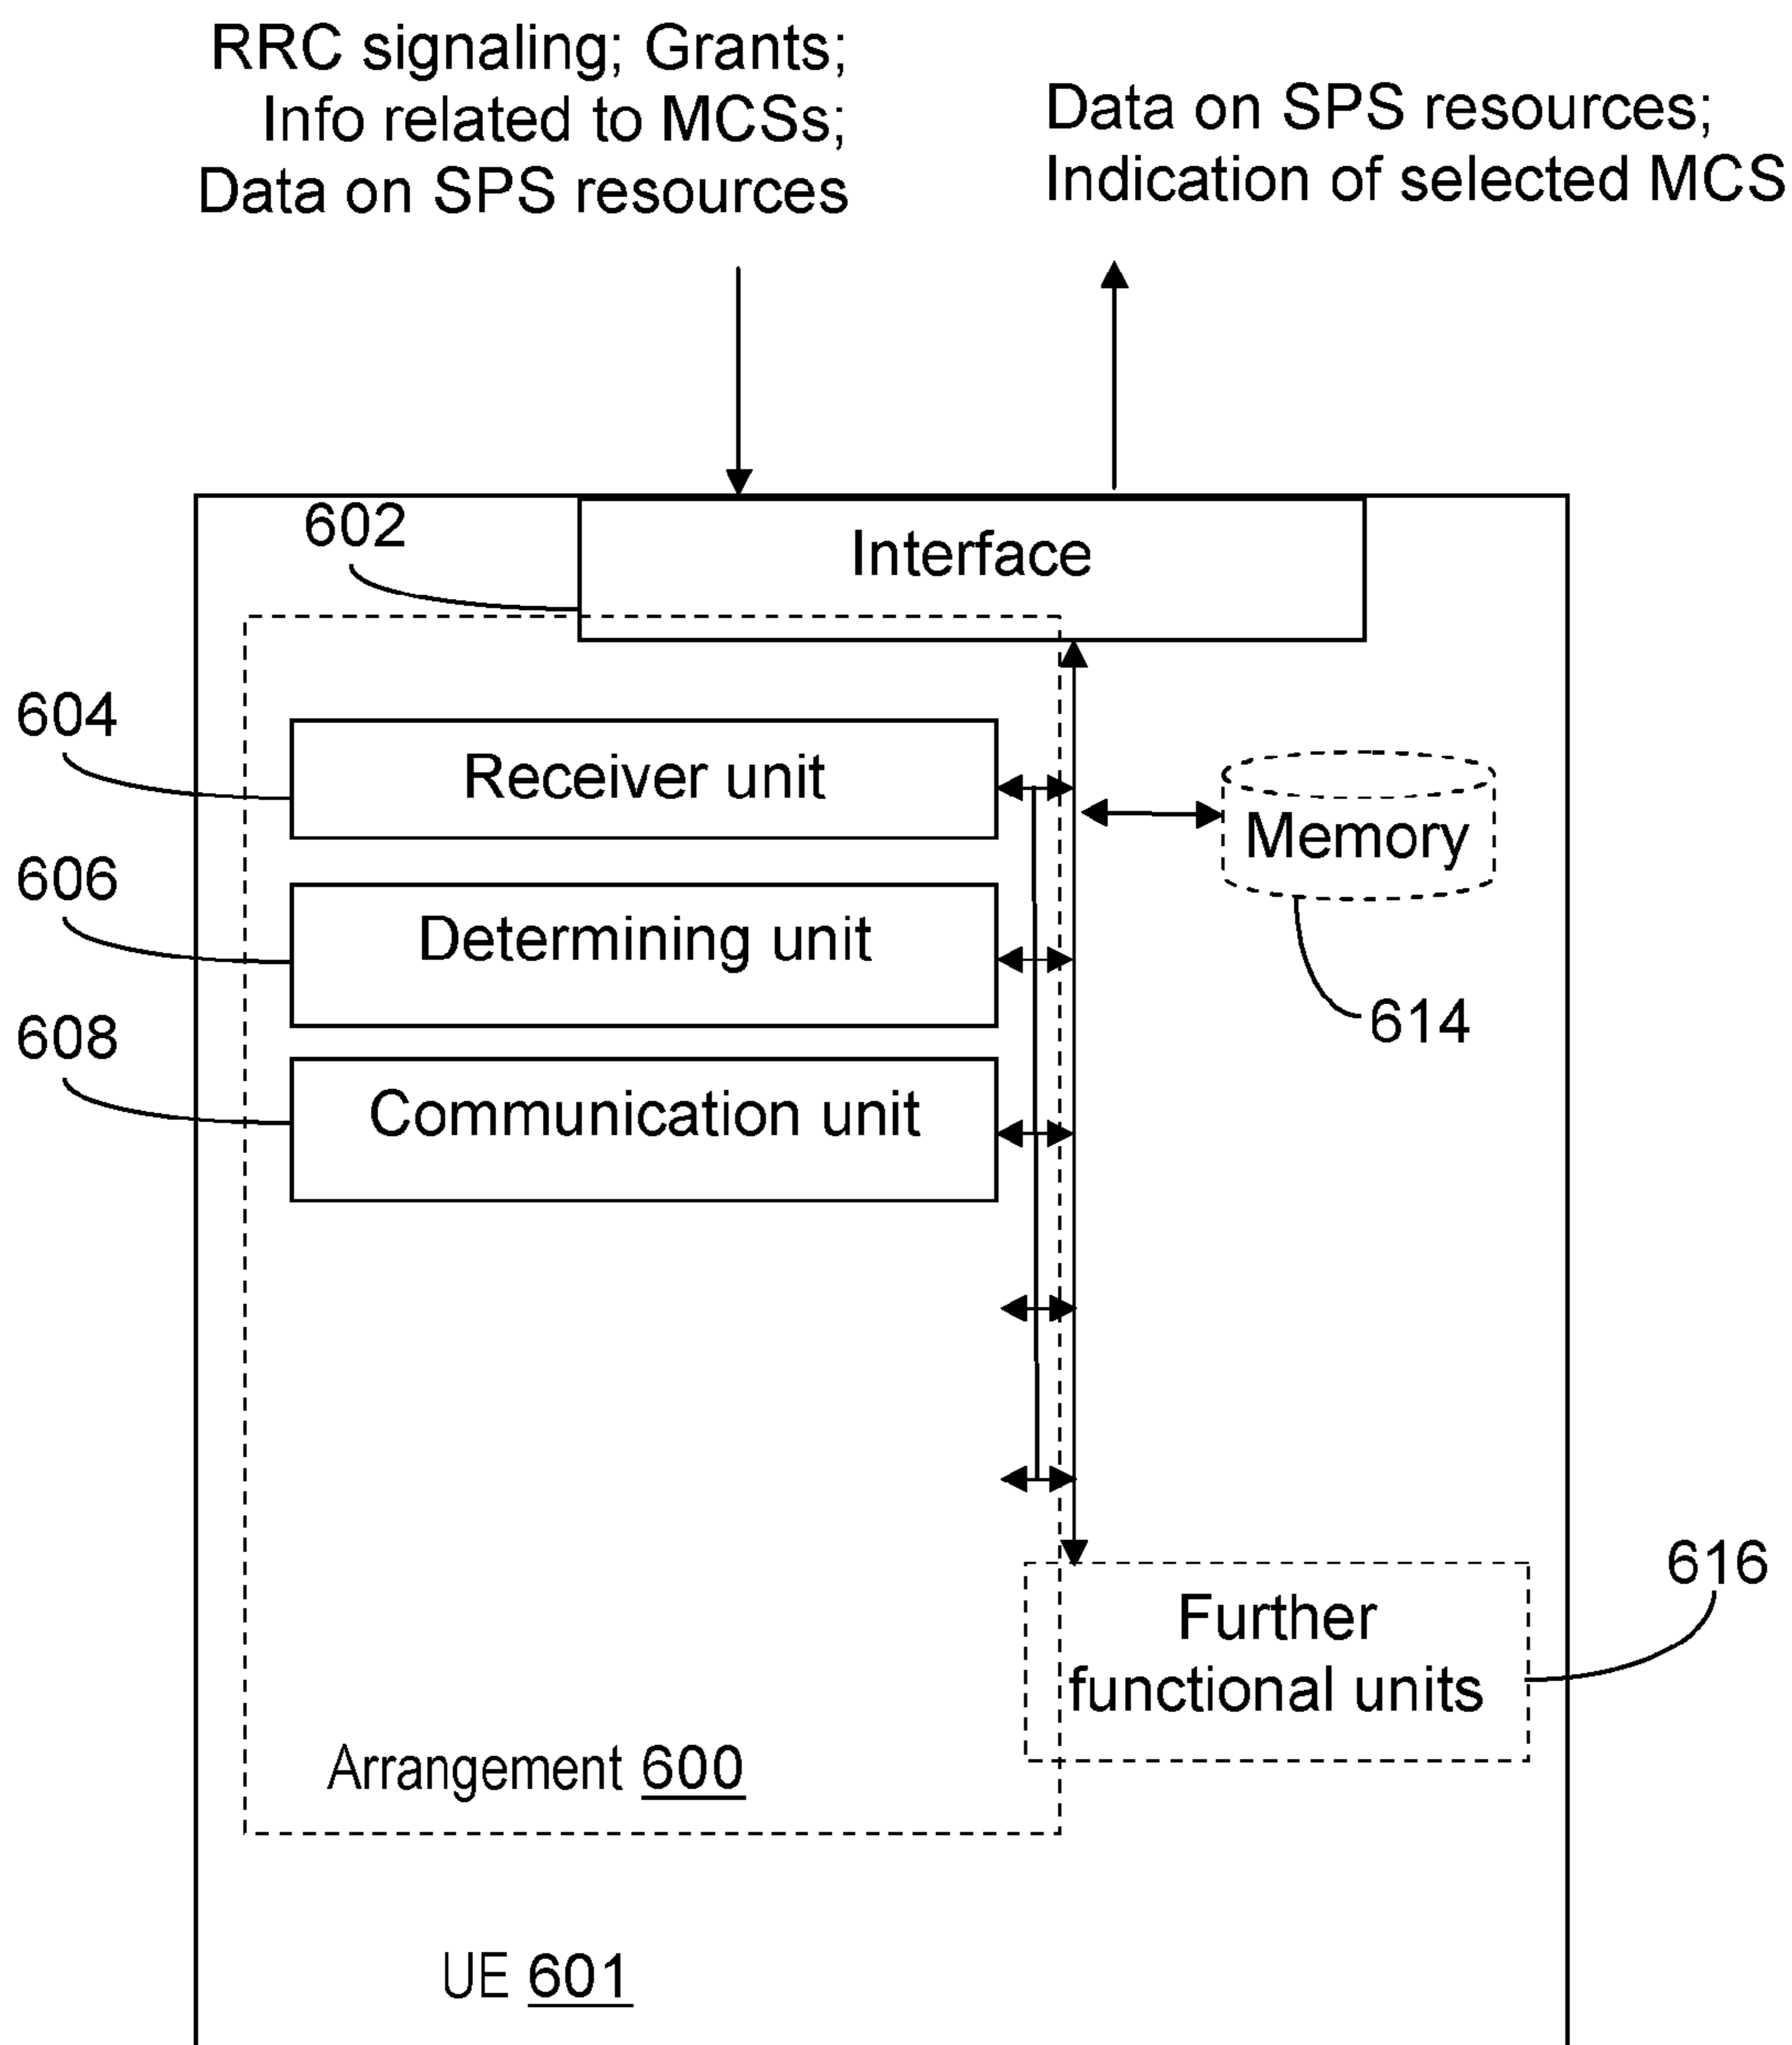 RRC signaling; Grants;
Info related to MCSs;
Data on SPS resources
Data on SPS resources;
Indication of selected MCS
602
Interface
604
Receiver unit
Memory
606
Determining unit
614
608
Communication unit
616
Further
functional units
Arrangement 600
UE 601